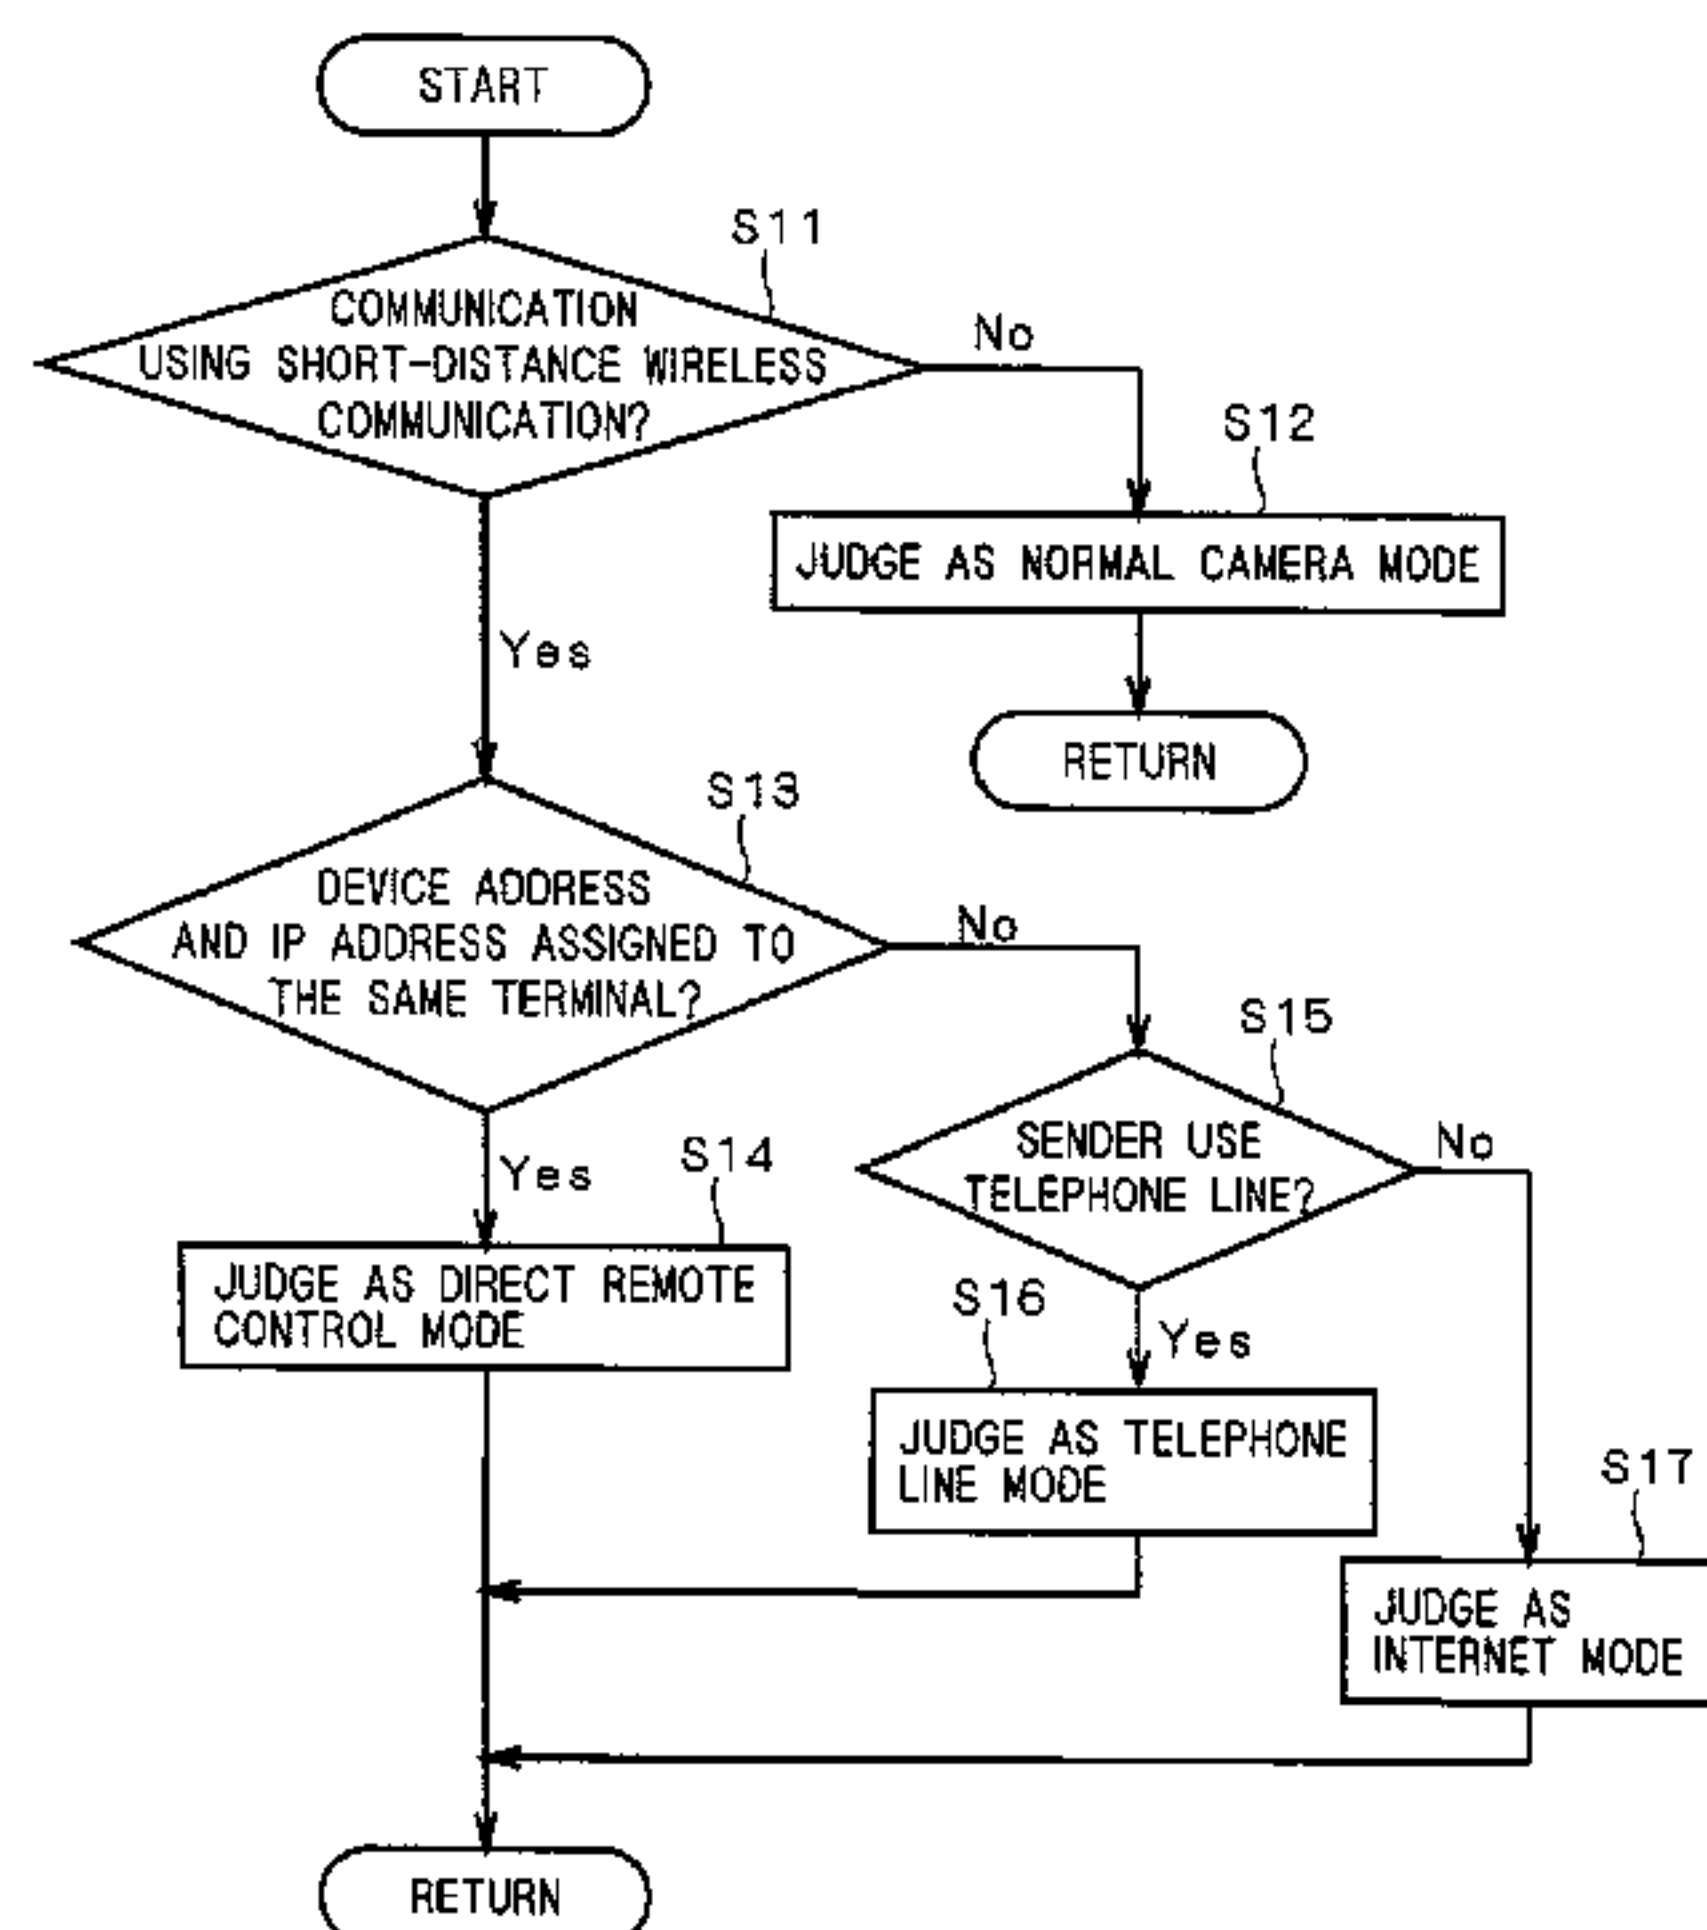 START
S11
COMMUNICATION
USING SHORT-DISTANCE WIRELESS
COMMUNICATION?
No
S12
JUDGE AS NORMAL CAMERA MODE
Yes
RETURN
S13
DEVICE ADDRESS
AND IP ADDRESS ASSIGNED TO
THE SAME TERMINAL?
No
S15
SENDER USE
TELEPHONE LINE?
No
Yes
S14
JUDGE AS DIRECT REMOTE
CONTROL MODE
S16
Yes
JUDGE AS TELEPHONE
LINE MODE
S17
JUDGE AS
INTERNET MODE
RETURN